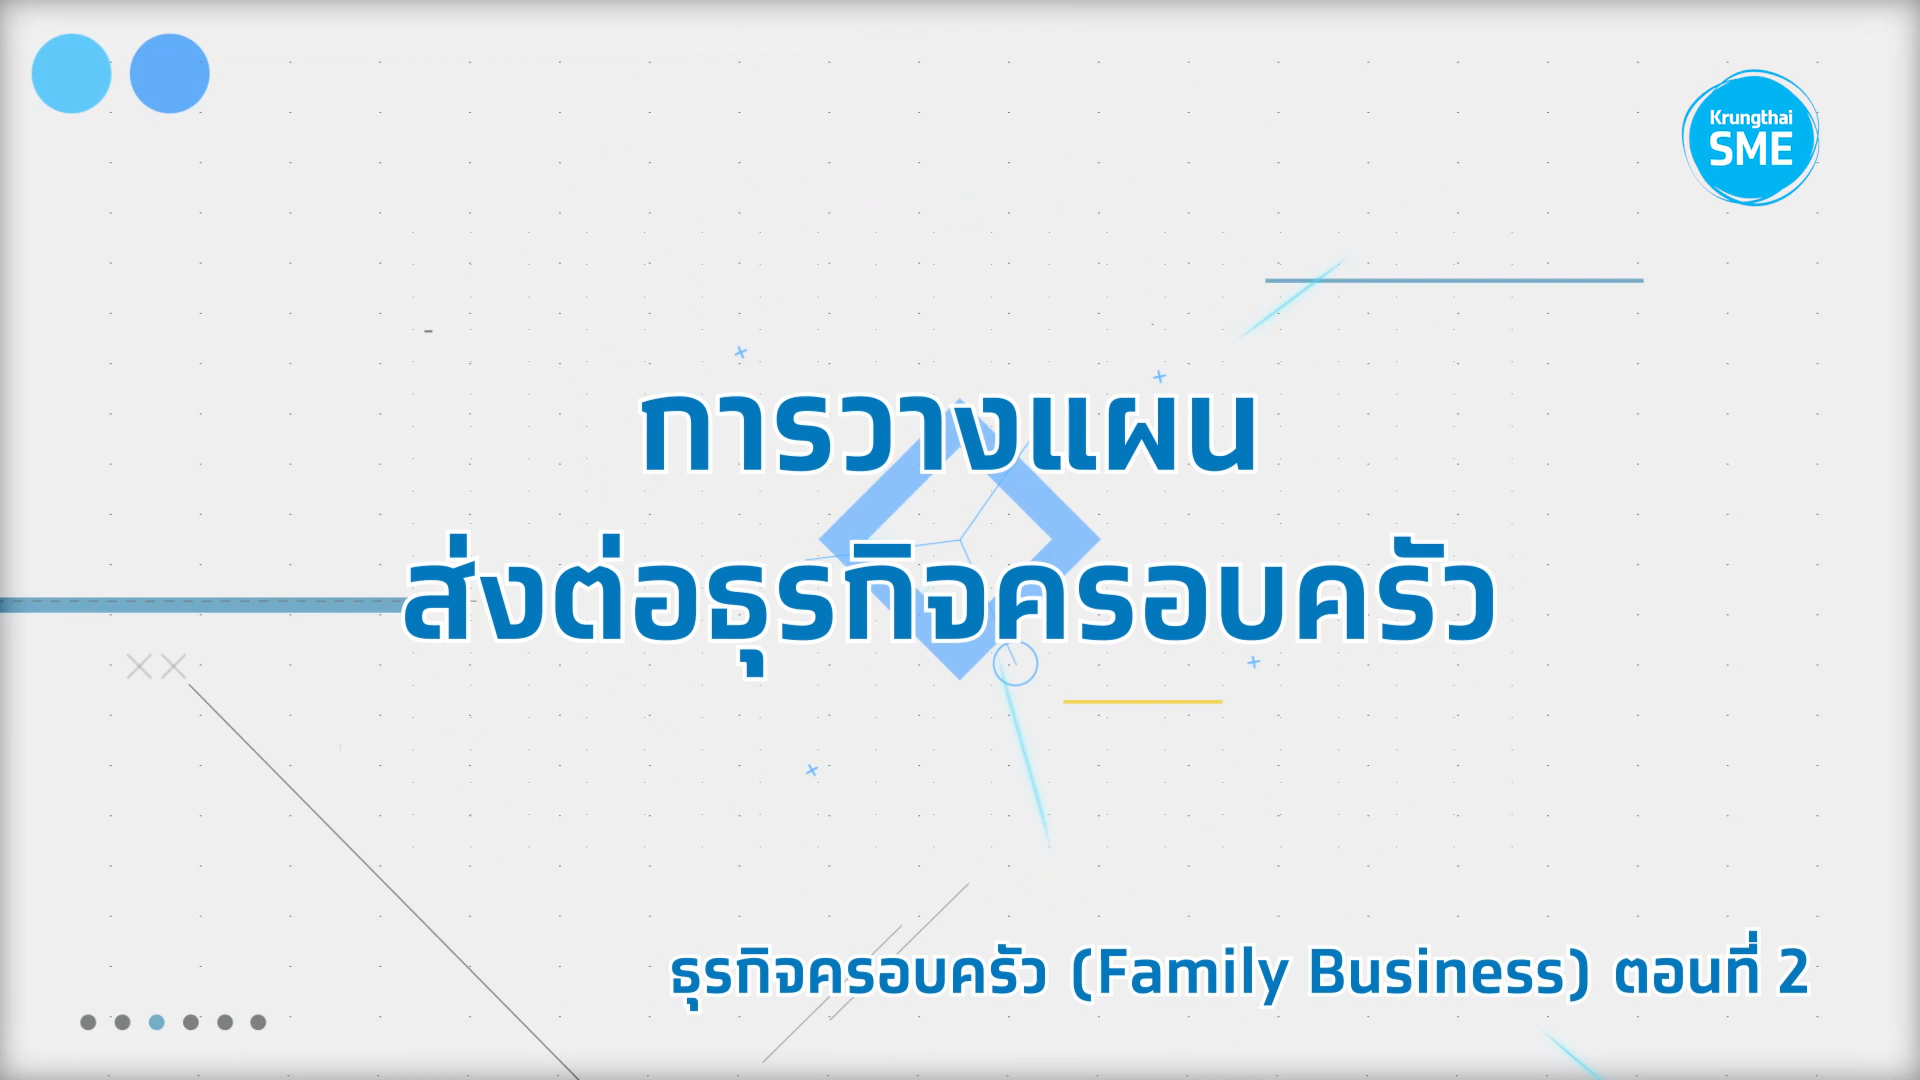 Krungthai
SME
การวางแผน
ส่งต่อธุรกิจครอบครัว
ธุรกิจครอบครัว (Family Business) ตอนที่ 2